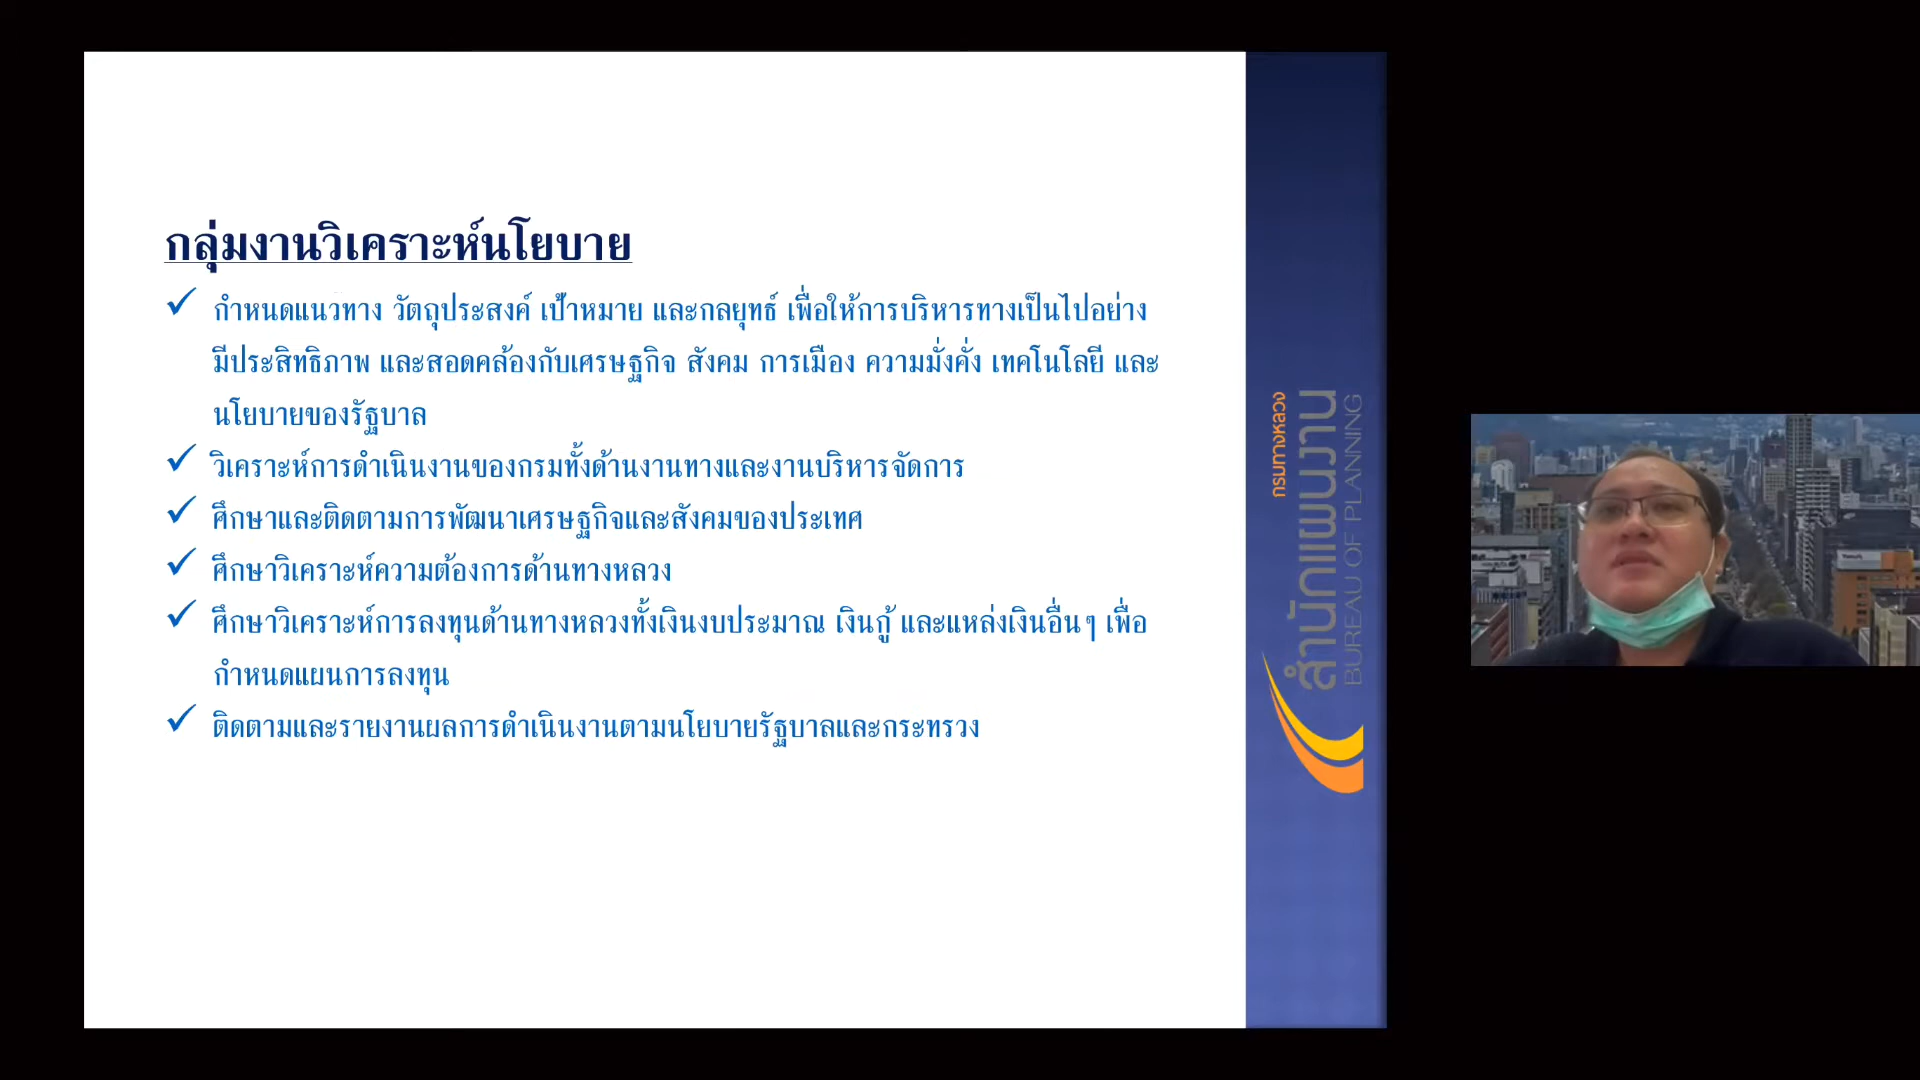 กลุ่มงานวิเคราะห์นโยบาย
✓ กำหนดแนวทาง วัตถุประสงค์ เป้าหมาย และกลยุทธ์ เพื่อให้การบริหารทางเป็นไปอย่าง
มีประสิทธิภาพ และสอดคล้องกับเศรษฐกิจ สังคม การเมือง ความมั่งคั่ง เทคโนโลยี และ
นโยบายของรัฐบาล
✓ วิเคราะห์การดำเนินงานของกรมทั้งด้านงานทางและงานบริหารจัดการ
✓ ศึกษาและติดตามการพัฒนาเศรษฐกิจและสังคมของประเทศ
✓ ศึกษาวิเคราะห์ความต้องการด้านทางหลวง
✓ ศึกษาวิเคราะห์การลงทุนด้านทางหลวงทั้งเงินงบประมาณ เงินกู้ และแหล่งเงินอื่นๆ เพื่อ
กำหนดแผนการลงทุน
✓ ติดตามและรายงานผลการดำเนินงานตามนโยบายรัฐบาลและกระทรวง
กรมทางหลวง
สำนักแผนงาน
BUREAU OF PLANNING